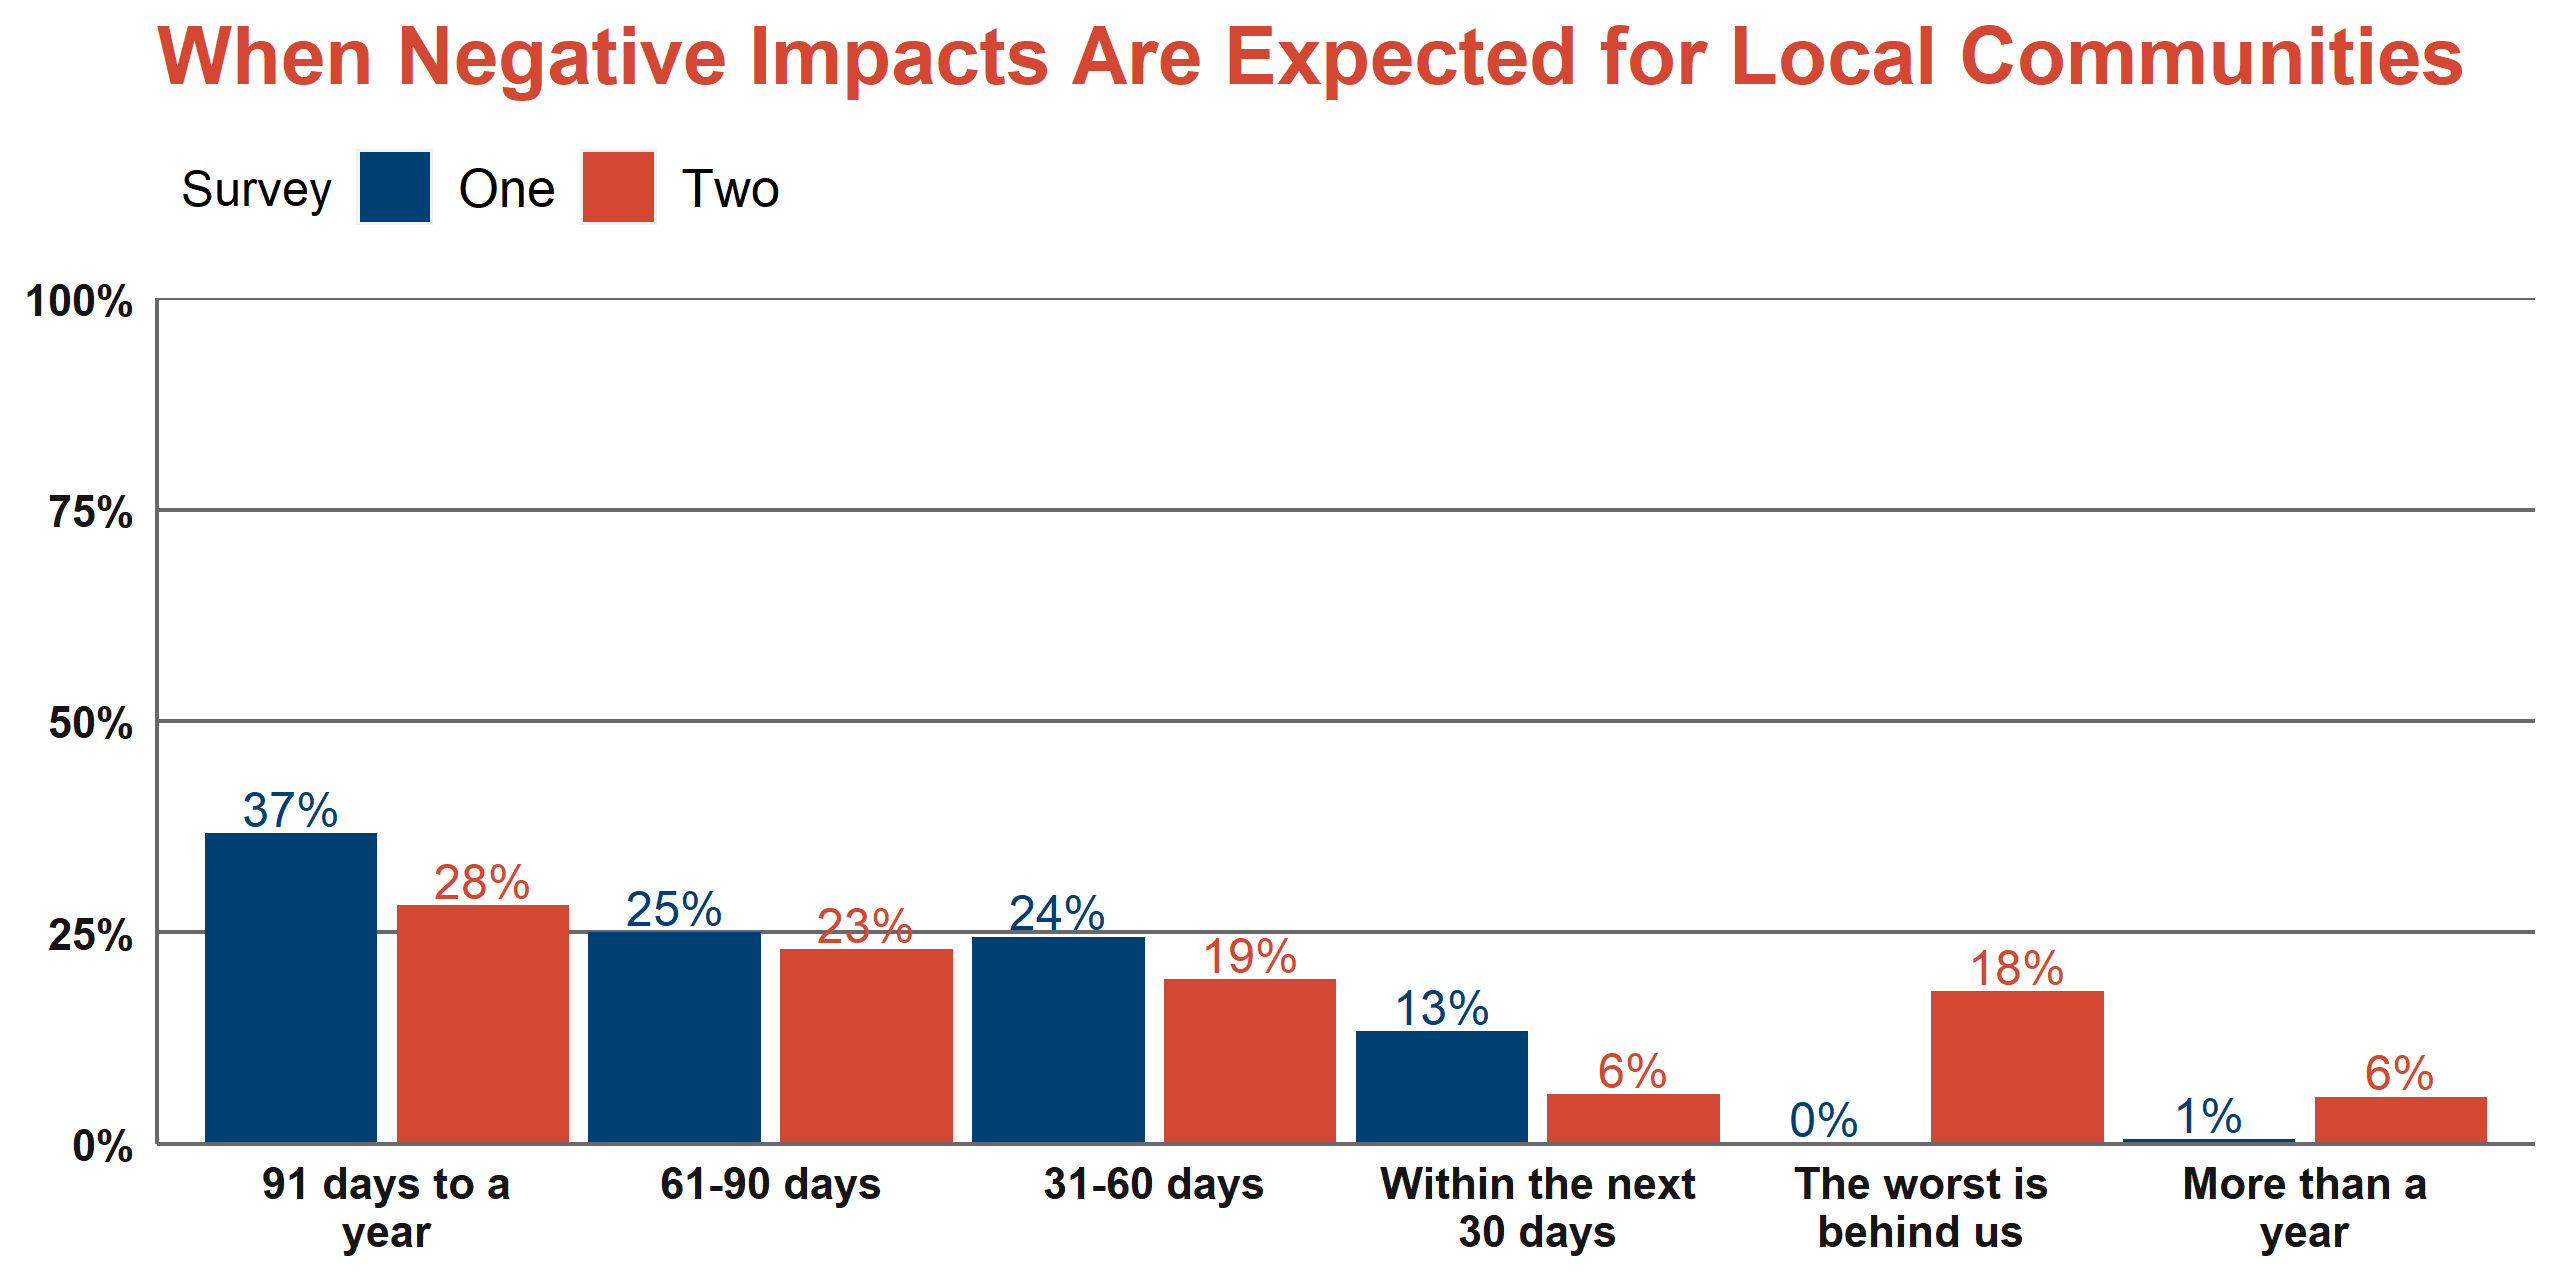 When Negative Impacts Are Expected for Local Communities
Survey One Two
100%
75%
50%
25%
0%
37%
28%
25%
23%
24%
19%
13%
6%
0%
18%
1%
6%
91 days to a
year
61-90 days
31-60 days
Within the next
30 days
The worst is
behind us
More than a
year